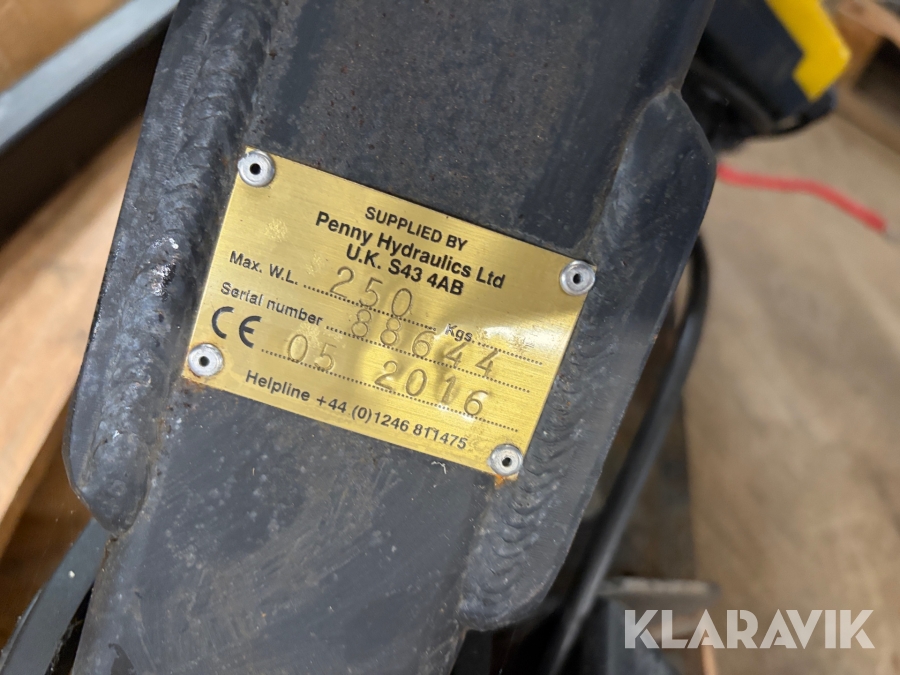 SUPPLIED BY
Penny Hydraulics Ltd
U.K. S43 4AB
Max. W.L. 250 Kgs.
Serial number 88644
CE 05 2016
Helpline +44 (0)1246 811475
KLARAVIK